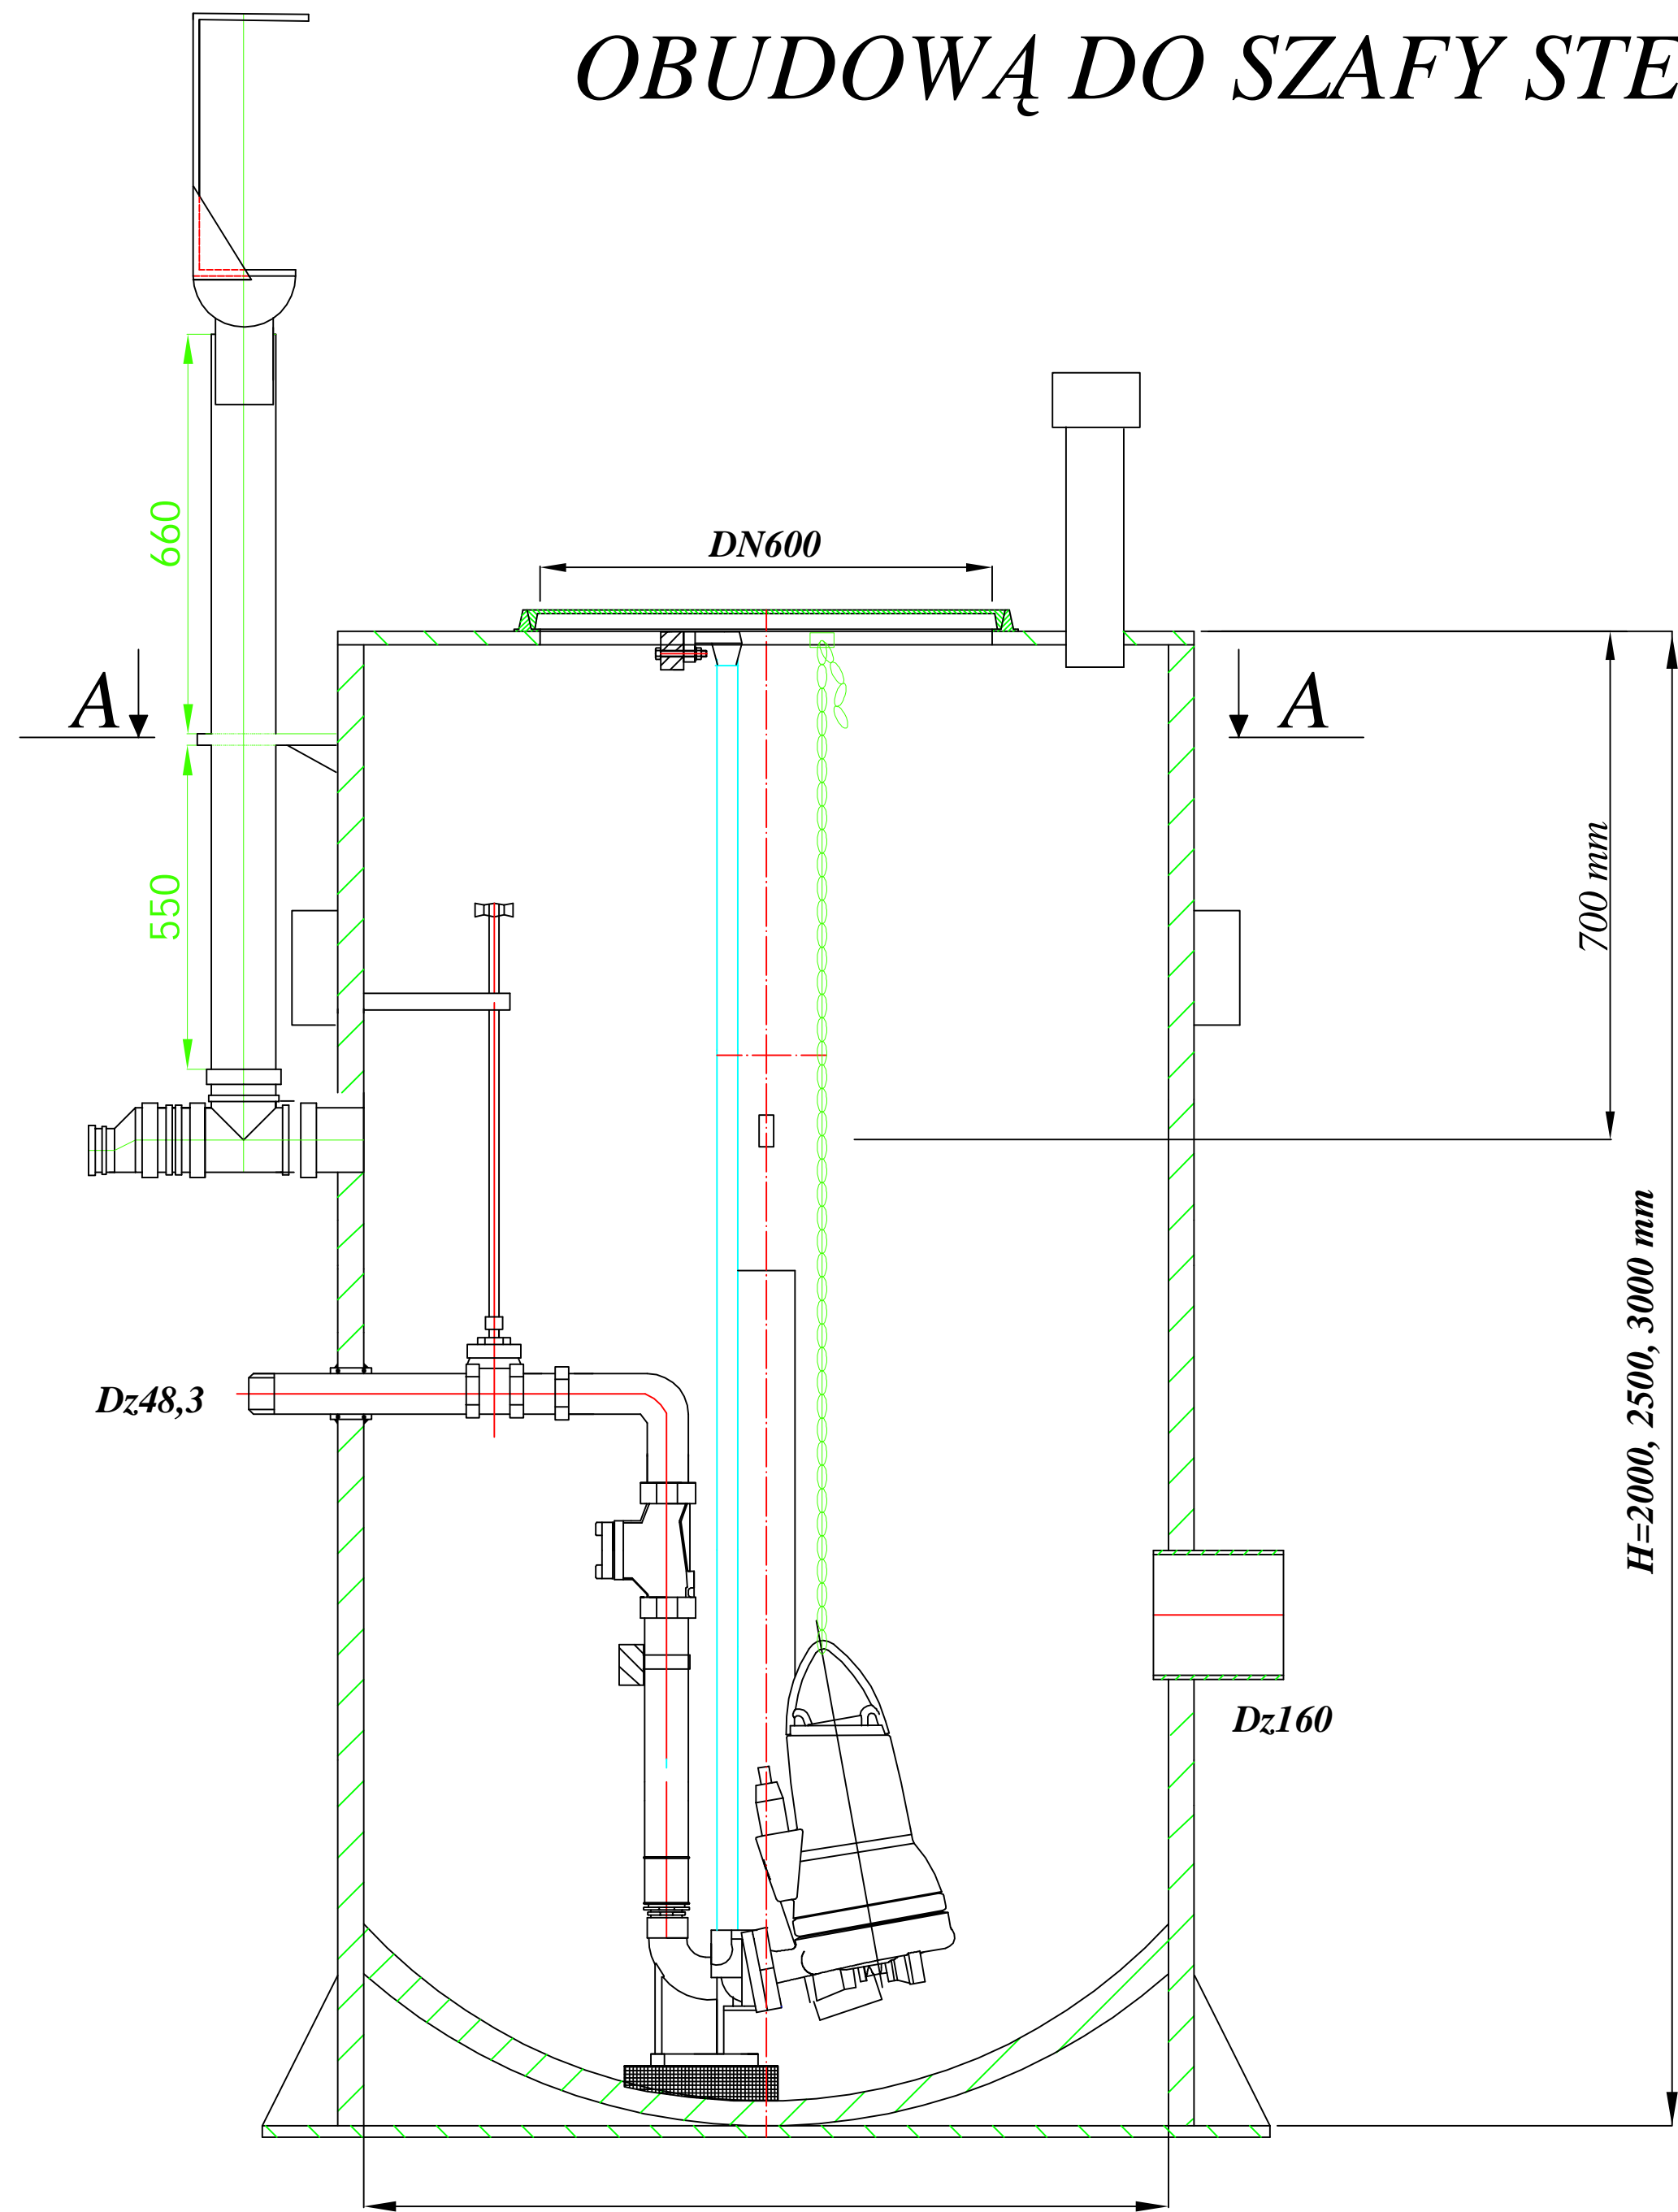 OBUDOWĄ DO SZAFY STE
660
DN600
A
A
550
700 mm
H=2000, 2500, 3000 mm
Dz48,3
Dz160